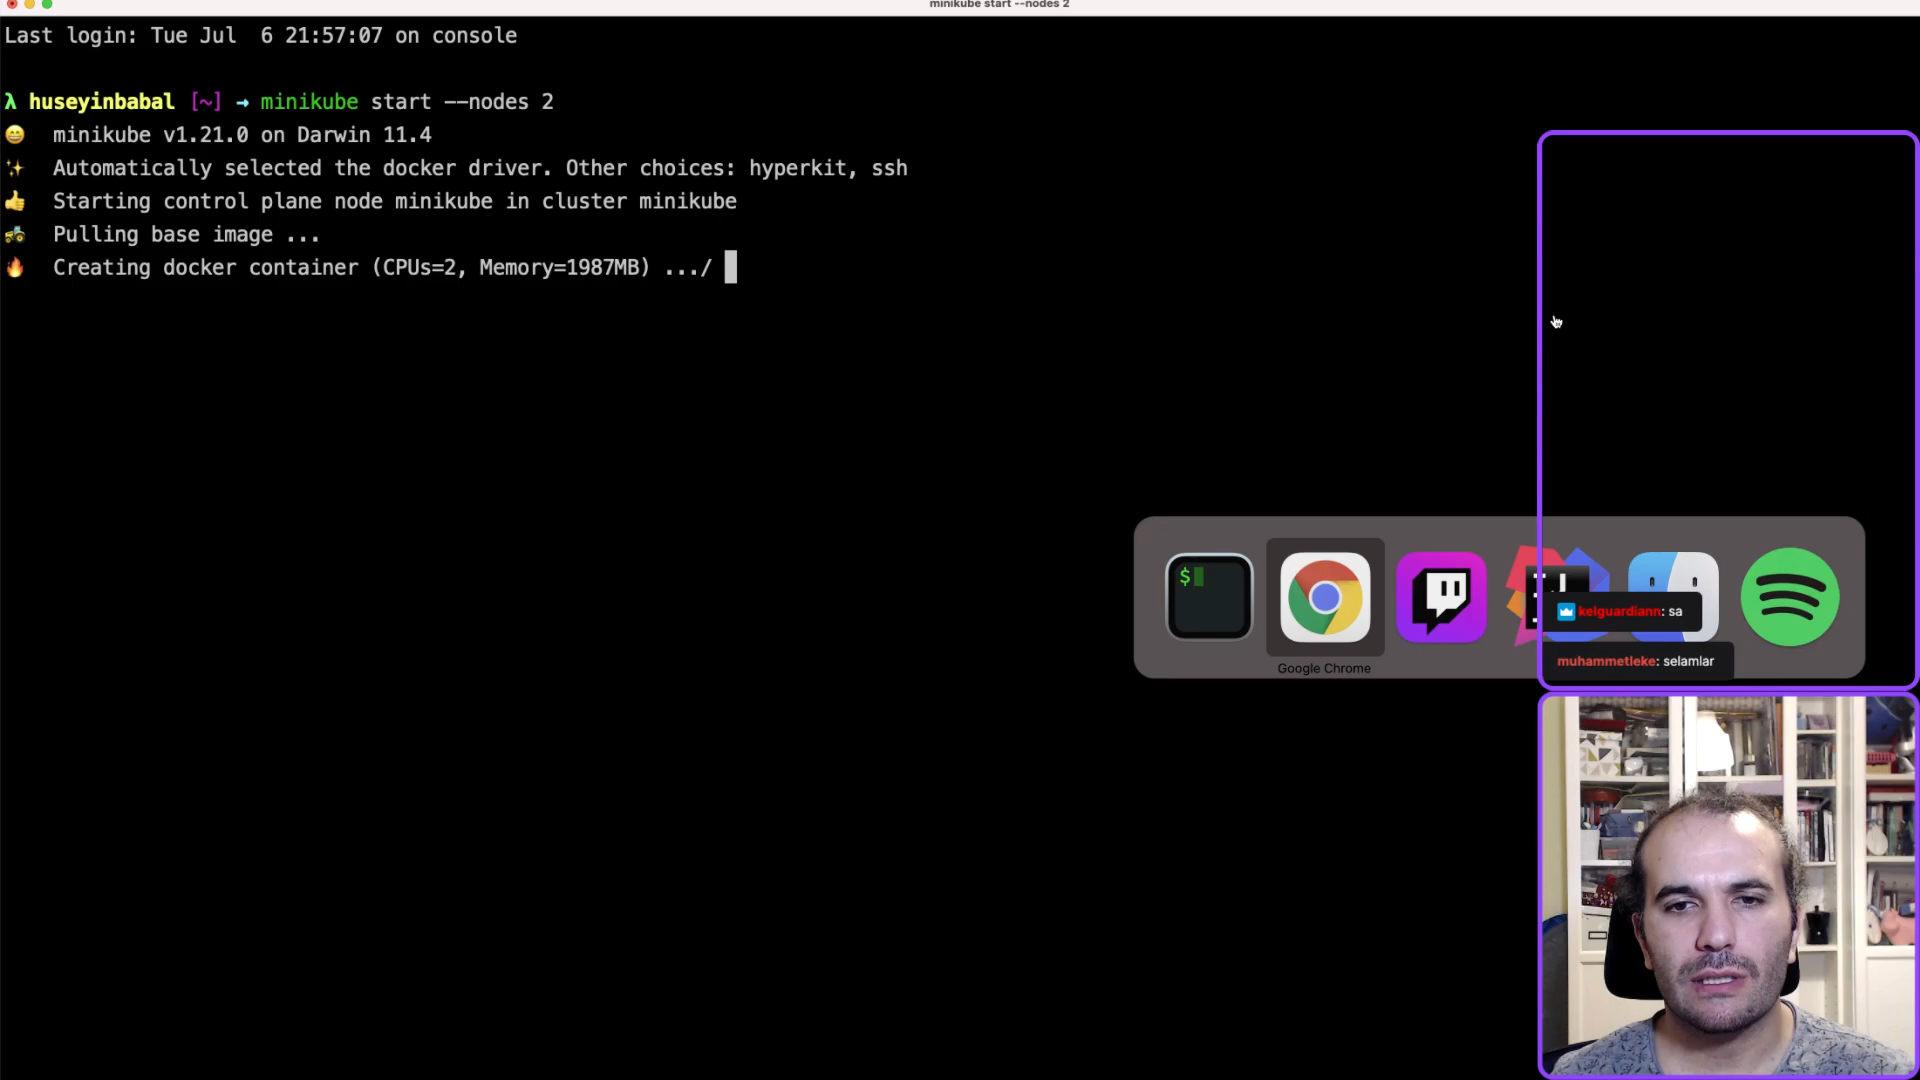 minikube start --nodes 2
Last login: Tue Jul  6 21:57:07 on console
λ huseyinbabal [~] → minikube start --nodes 2
😄 minikube v1.21.0 on Darwin 11.4
✨ Automatically selected the docker driver. Other choices: hyperkit, ssh
👍 Starting control plane node minikube in cluster minikube
🚜 Pulling base image ...
🔥 Creating docker container (CPUs=2, Memory=1987MB) .../
$
kelguardiann: sa
muhammetleke: selamlar
Google Chrome